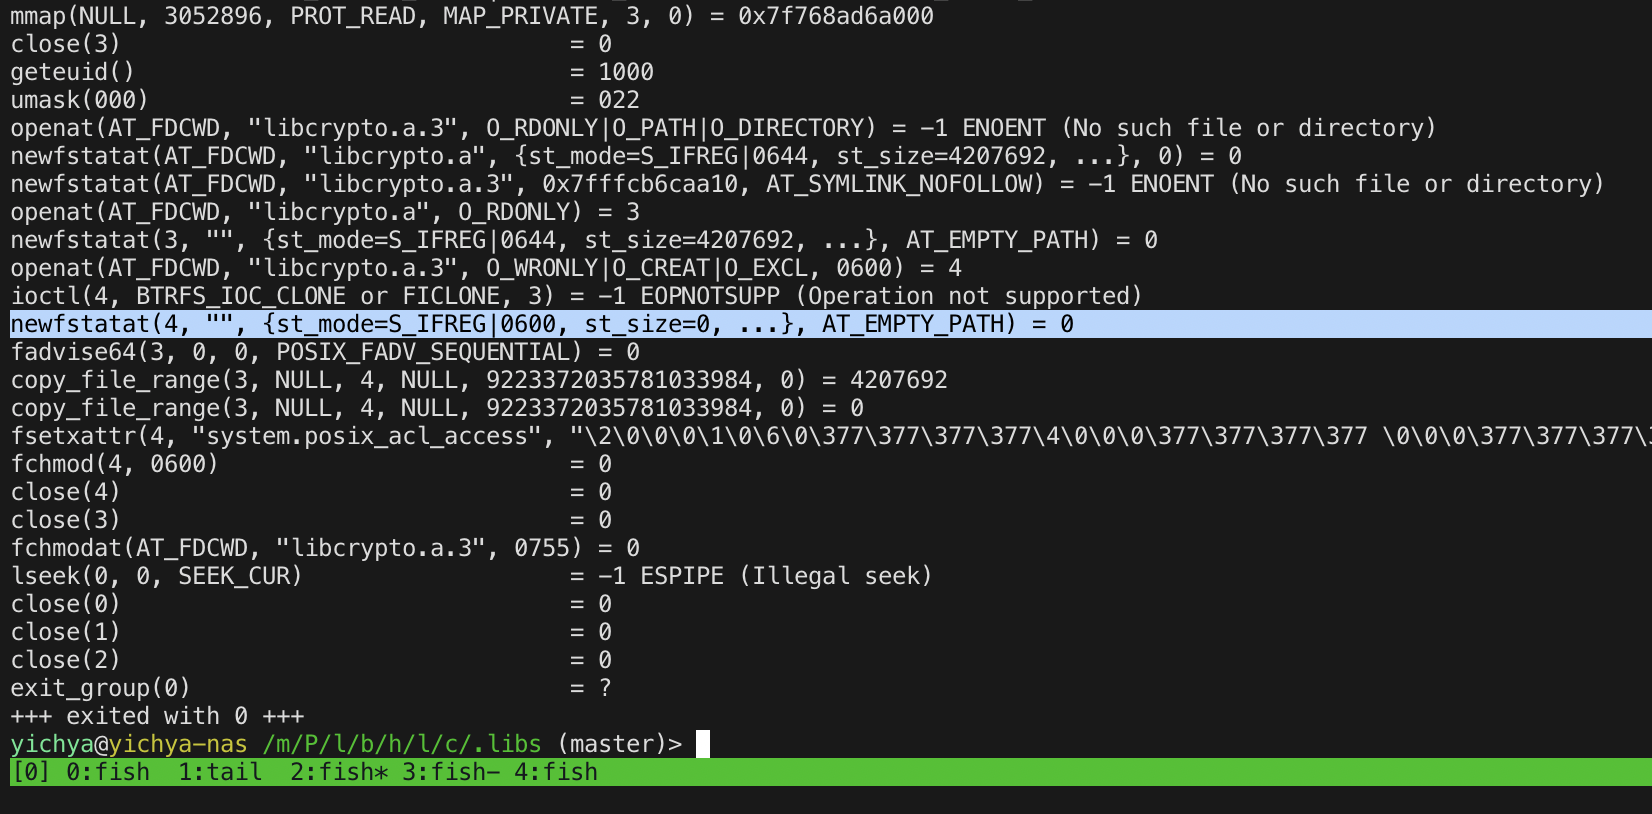 mmap(NULL, 3052896, PROT_READ, MAP_PRIVATE, 3, 0) = 0x7f768ad6a000
close(3)                                = 0
geteuid()                               = 1000
umask(000)                              = 022
openat(AT_FDCWD, "libcrypto.a.3", O_RDONLY|O_PATH|O_DIRECTORY) = -1 ENOENT (No such file or directory)
newfstatat(AT_FDCWD, "libcrypto.a", {st_mode=S_IFREG|0644, st_size=4207692, ...}, 0) = 0
newfstatat(AT_FDCWD, "libcrypto.a.3", 0x7fffcb6caa10, AT_SYMLINK_NOFOLLOW) = -1 ENOENT (No such file or directory)
openat(AT_FDCWD, "libcrypto.a", O_RDONLY) = 3
newfstatat(3, "", {st_mode=S_IFREG|0644, st_size=4207692, ...}, AT_EMPTY_PATH) = 0
openat(AT_FDCWD, "libcrypto.a.3", O_WRONLY|O_CREAT|O_EXCL, 0600) = 4
ioctl(4, BTRFS_IOC_CLONE or FICLONE, 3) = -1 EOPNOTSUPP (Operation not supported)
newfstatat(4, "", {st_mode=S_IFREG|0600, st_size=0, ...}, AT_EMPTY_PATH) = 0
fadvise64(3, 0, 0, POSIX_FADV_SEQUENTIAL) = 0
copy_file_range(3, NULL, 4, NULL, 9223372035781033984, 0) = 4207692
copy_file_range(3, NULL, 4, NULL, 9223372035781033984, 0) = 0
fsetxattr(4, "system.posix_acl_access", "\2\0\0\0\1\0\6\0\377\377\377\377\4\0\0\0\377\377\377\377 \0\0\0\377\377\377\
fchmod(4, 0600)                         = 0
close(4)                                = 0
close(3)                                = 0
fchmodat(AT_FDCWD, "libcrypto.a.3", 0755) = 0
lseek(0, 0, SEEK_CUR)                   = -1 ESPIPE (Illegal seek)
close(0)                                = 0
close(1)                                = 0
close(2)                                = 0
exit_group(0)                           = ?
+++ exited with 0 +++
yichya@yichya-nas /m/P/l/b/h/l/c/.libs (master)>
[0] 0:fish  1:tail  2:fish* 3:fish- 4:fish